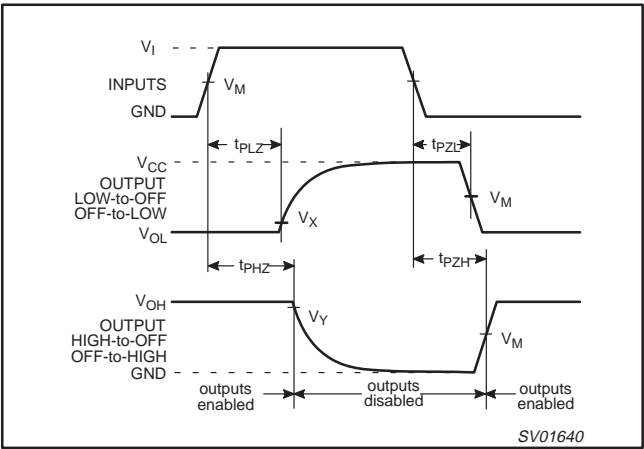 VI
INPUTS
VM
GND
tPLZ
tPZL
VCC
OUTPUT
LOW-to-OFF
OFF-to-LOW
VM
VX
VOL
tPHZ
tPZH
VOH
OUTPUT
HIGH-to-OFF
OFF-to-HIGH
VY
VM
GND
outputs
enabled
outputs
disabled
outputs
enabled
SV01640